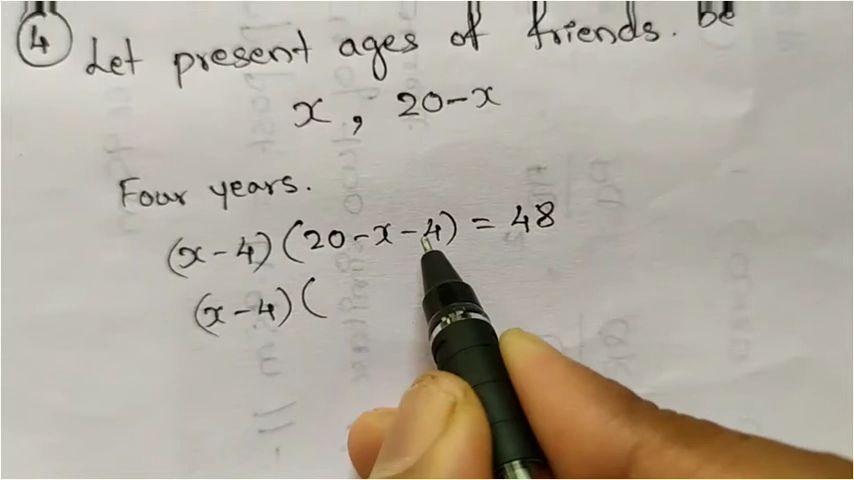 ④ Let present ages of friends. be
x, 20-x
Four years.
(x-4)(20-x-4) = 48
(x-4)(